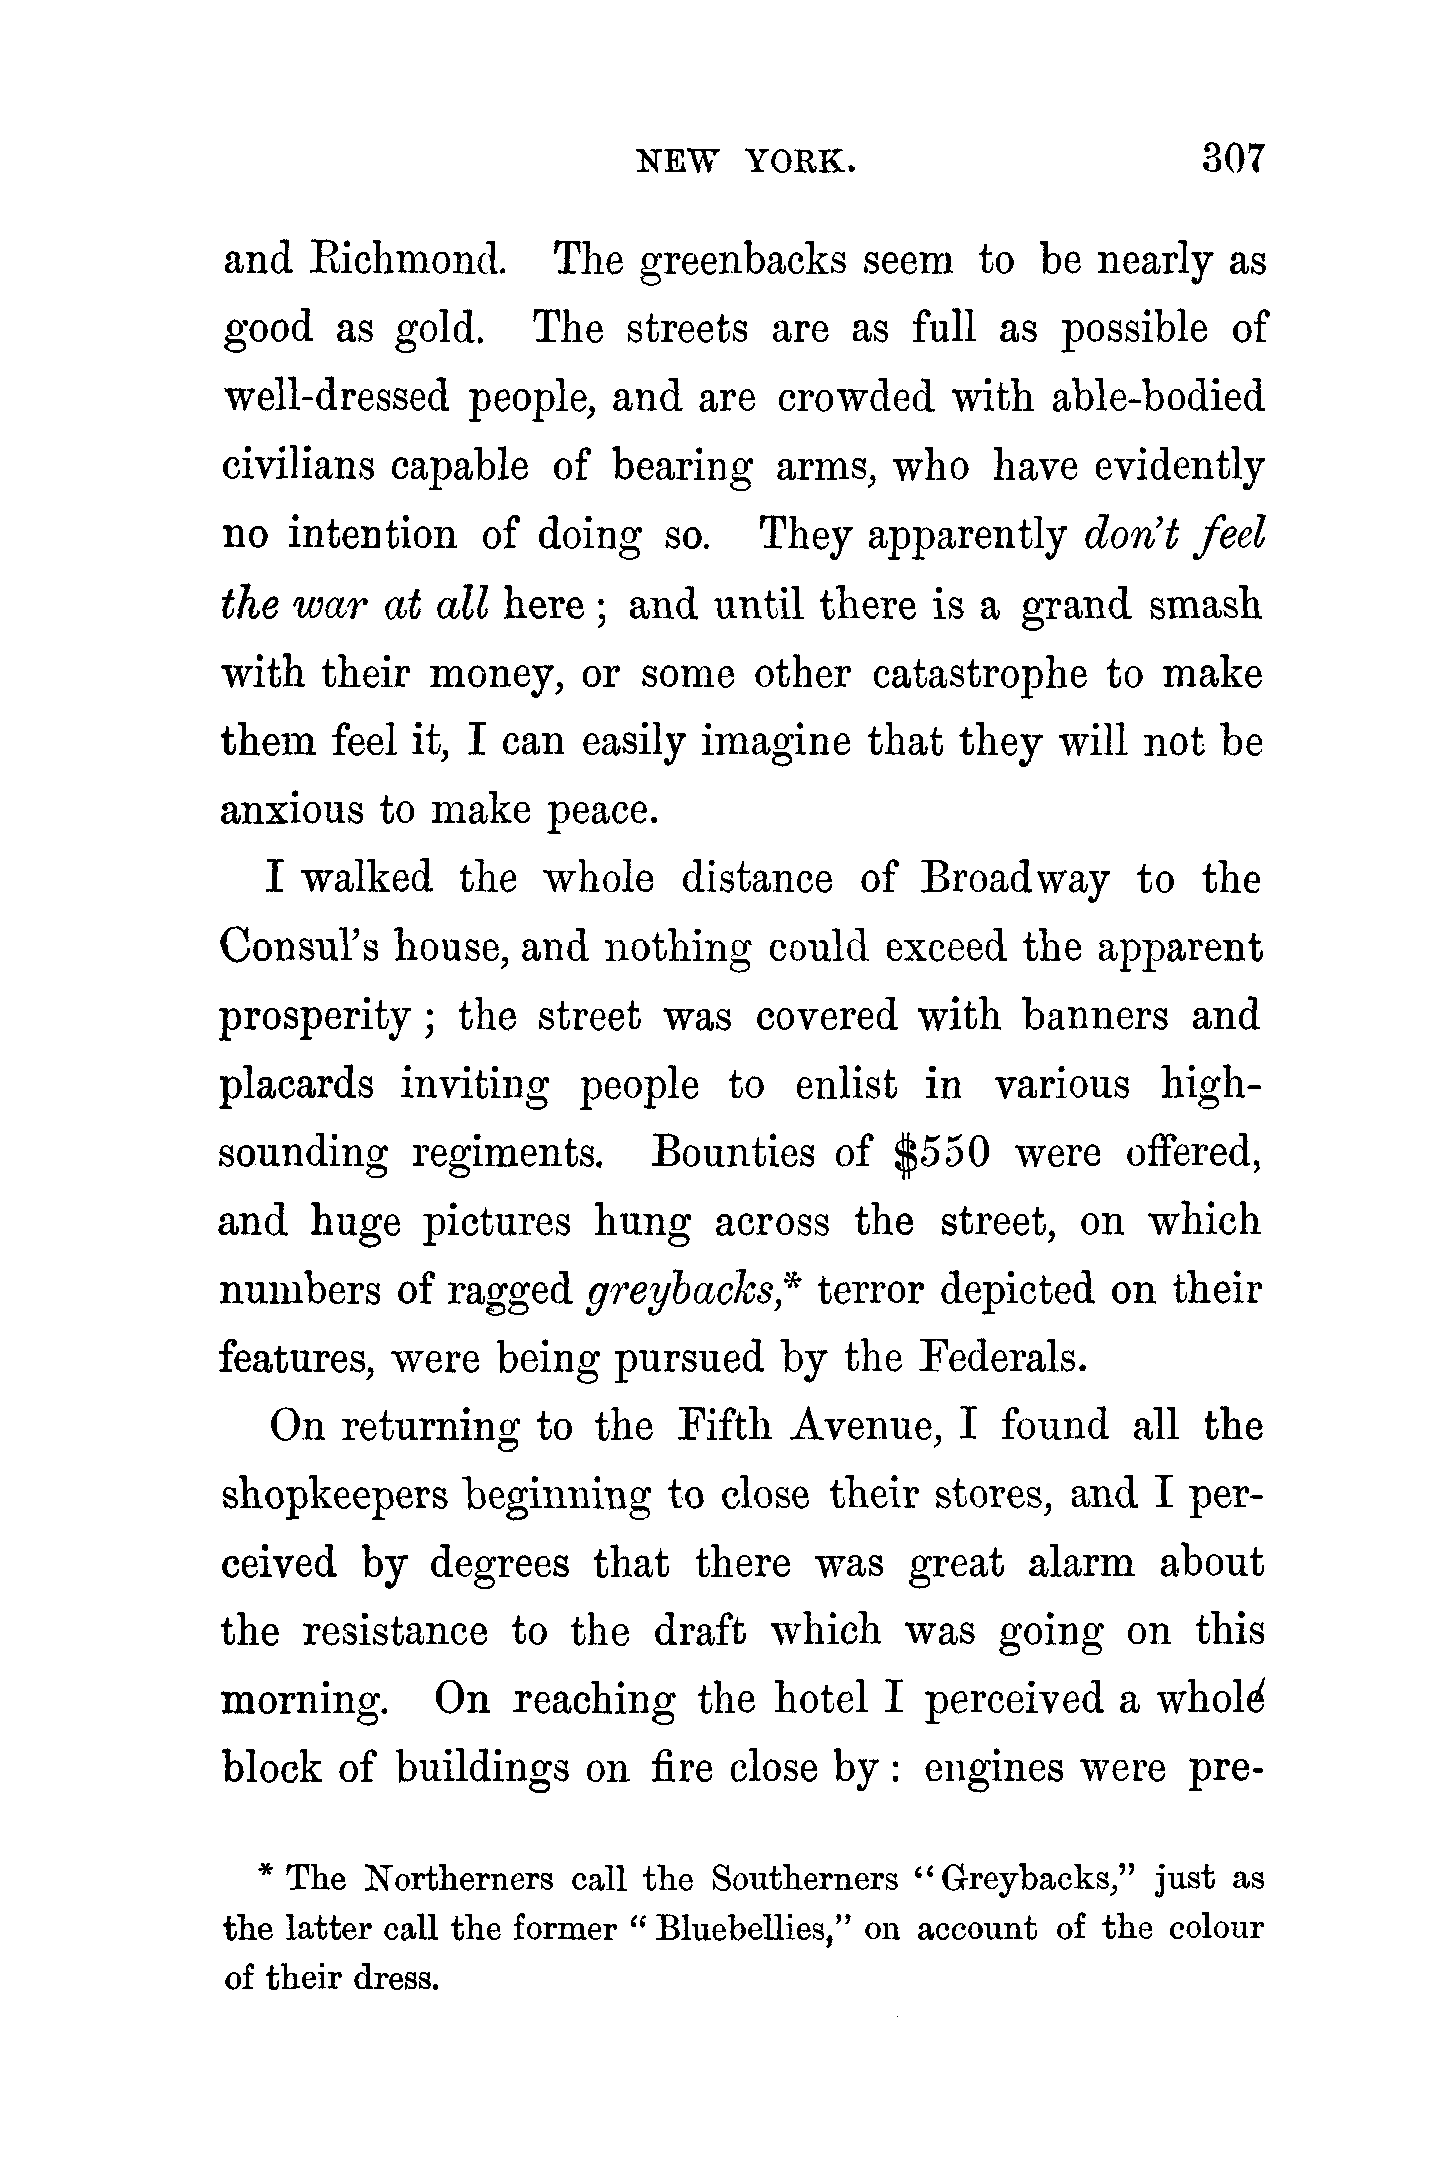 NEW YORK. 307
and Richmond. The greenbacks seem to be nearly as
good as gold. The streets are as full as possible of
well-dressed people, and are crowded with able-bodied
civilians capable of bearing arms, who have evidently
no intention of doing so. They apparently don't feel
the war at all here ; and until there is a grand smash
with their money, or some other catastrophe to make
them feel it, I can easily imagine that they will not be
anxious to make peace.
I walked the whole distance of Broadway to the
Consul's house, and nothing could exceed the apparent
prosperity ; the street was covered with banners and
placards inviting people to enlist in various high-
sounding regiments. Bounties of $550 were offered,
and huge pictures hung across the street, on which
numbers of ragged greybacks,* terror depicted on their
features, were being pursued by the Federals.
On returning to the Fifth Avenue, I found all the
shopkeepers beginning to close their stores, and I per-
ceived by degrees that there was great alarm about
the resistance to the draft which was going on this
morning. On reaching the hotel I perceived a whole
block of buildings on fire close by : engines were pre-
* The Northerners call the Southerners "Greybacks," just as
the latter call the former "Bluebellies," on account of the colour
of their dress.